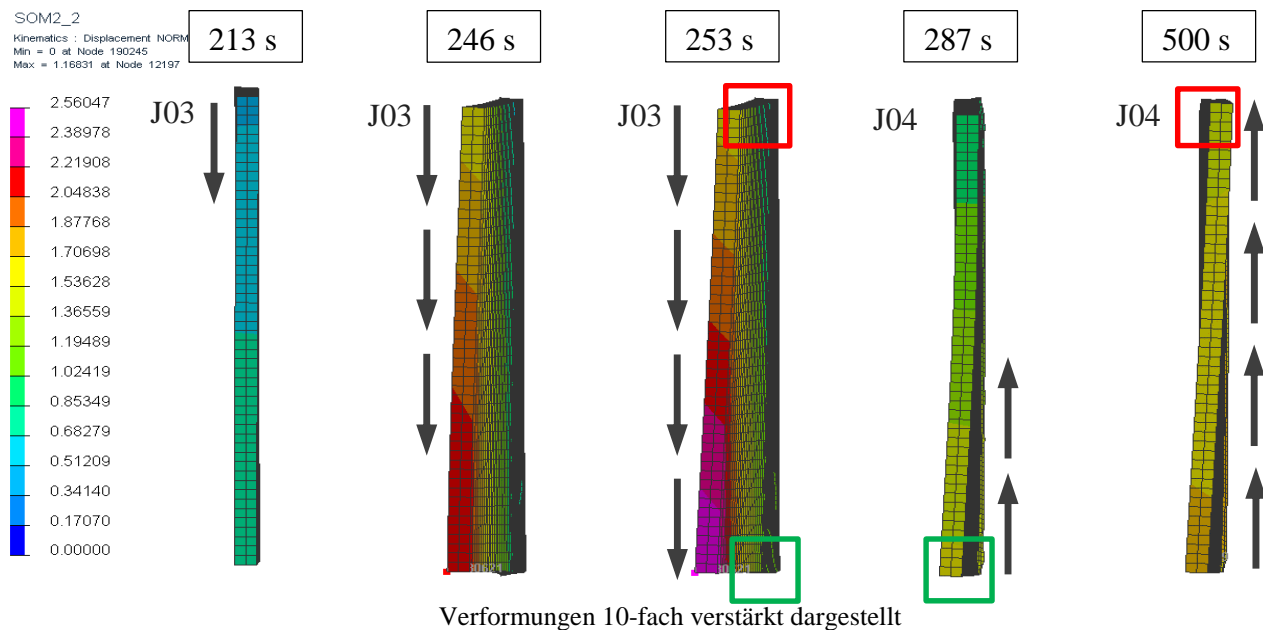 SOM2_2
Kinematics : Displacement NORM
Min = 0 at Node 190245
Max = 1.16831 at Node 12197
213 s
246 s
253 s
287 s
500 s
J03
J03
J03
J04
J04
2.56047
2.38978
2.21908
2.04838
1.87768
1.70698
1.53628
1.36559
1.19489
1.02419
0.85349
0.68279
0.51209
0.34140
0.17070
0.00000
Verformungen 10-fach verstärkt dargestellt